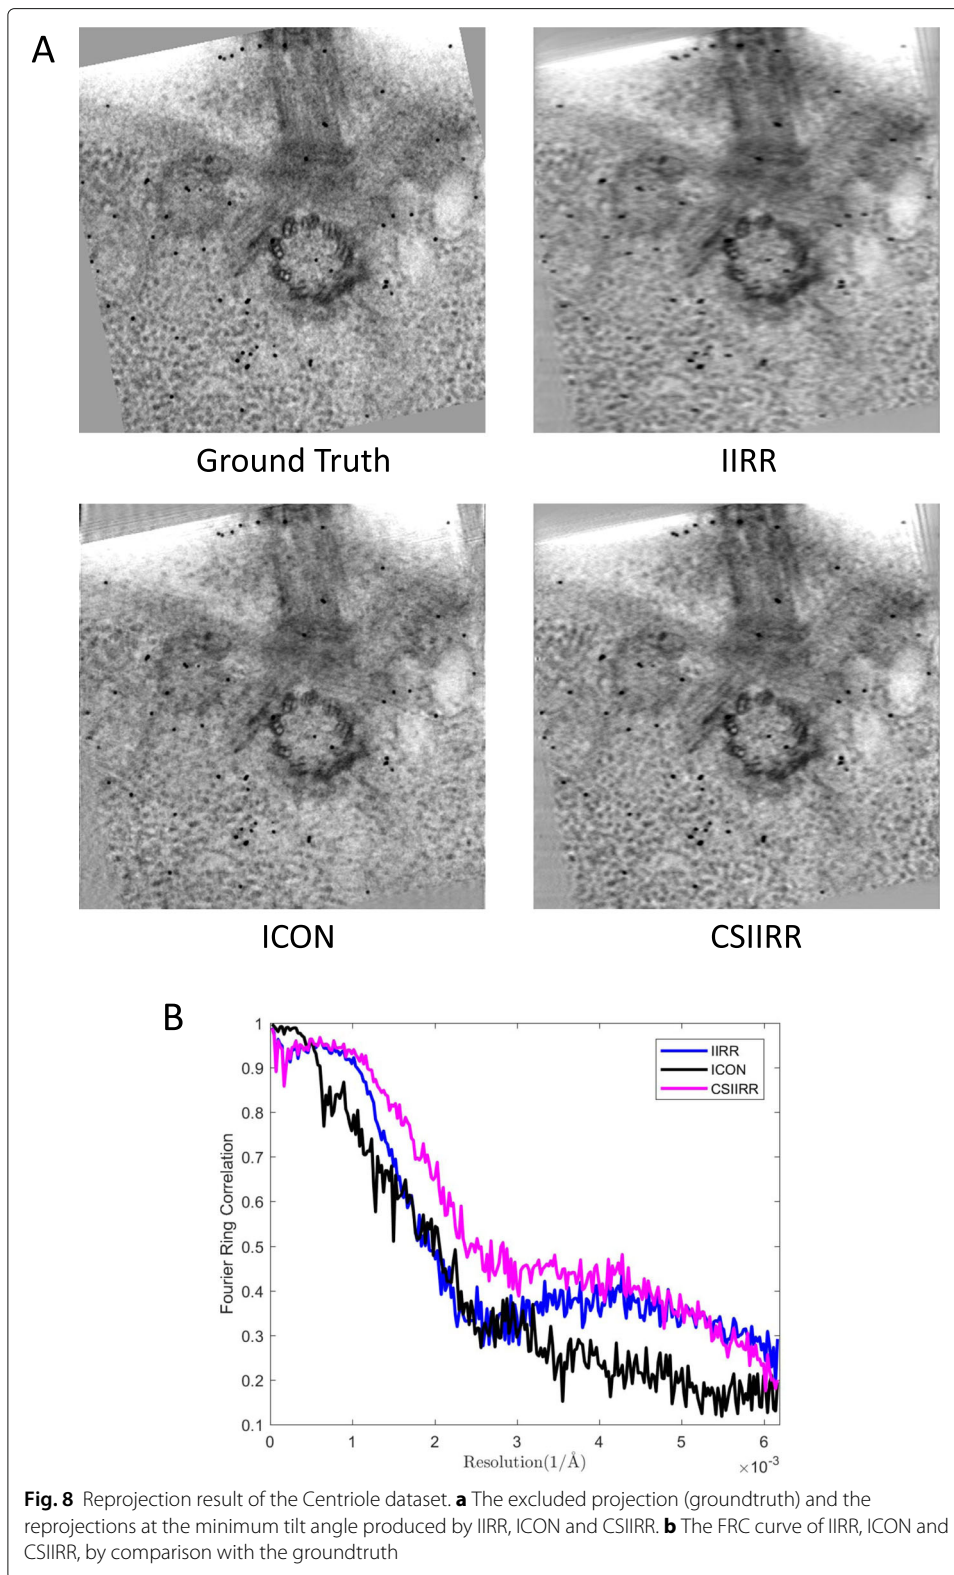 A
Ground Truth
IIRR
ICON
CSIIRR
B
1
0.9
0.8
0.7
0.6
0.5
0.4
0.3
0.2
0.1
Fourier Ring Correlation
IIRR
ICON
CSIIRR
0 1 2 3 4 5 6
Resolution(1/Å)
×10-3
Fig. 8 Reprojection result of the Centriole dataset. a The excluded projection (groundtruth) and the
reprojections at the minimum tilt angle produced by IIRR, ICON and CSIIRR. b The FRC curve of IIRR, ICON and
CSIIRR, by comparison with the groundtruth